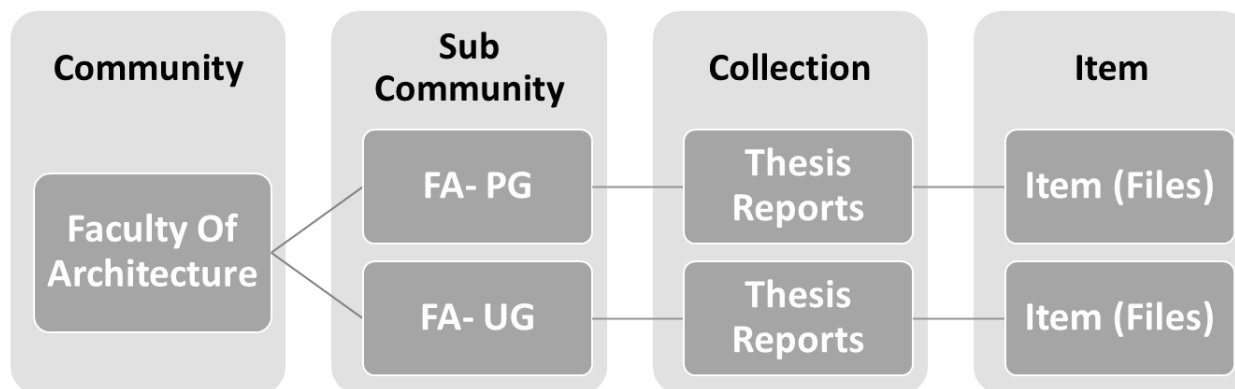 Community
Sub
Community
Collection
Item
Faculty Of
Architecture
FA- PG
Thesis
Reports
Item (Files)
FA- UG
Thesis
Reports
Item (Files)